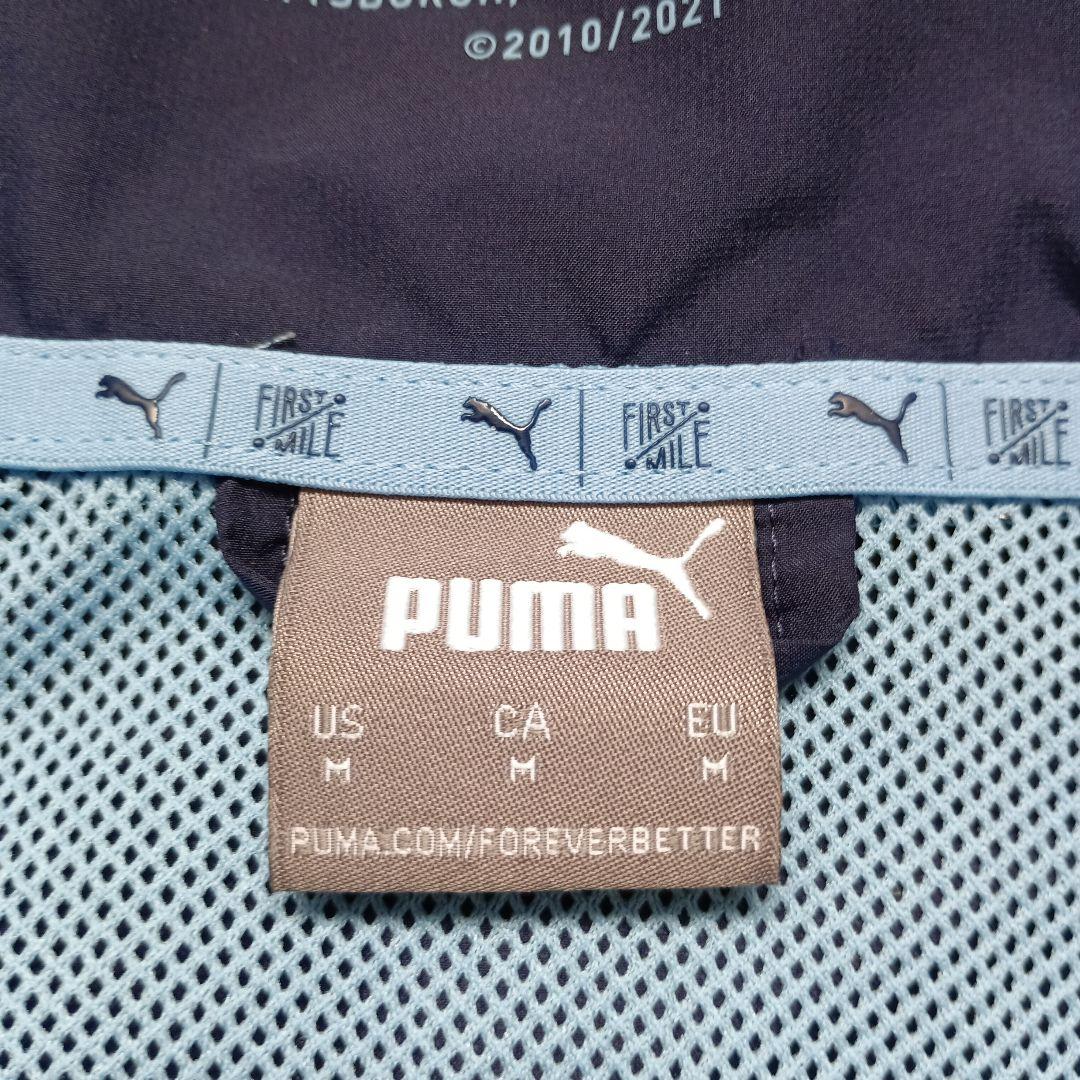 ©2010/2021
FIRST MILE FIRST MILE FIRST MILE
PUMA
US CA EU
M M M
PUMA.COM/FOREVERBETTER